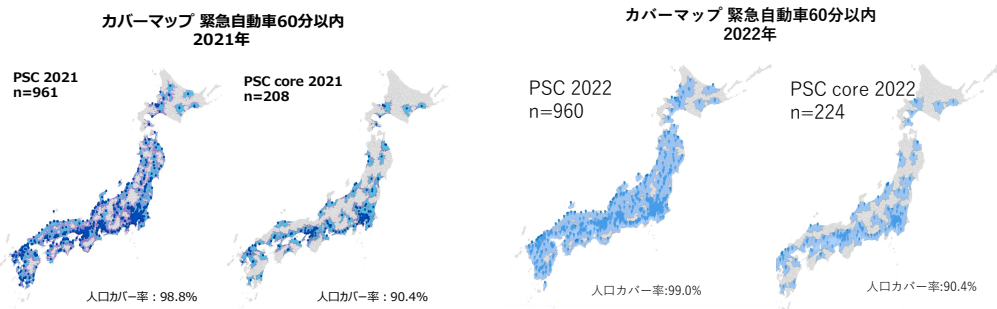 カバーマップ 緊急自動車60分以内
2021年
PSC 2021
n=961
PSC core 2021
n=208
人口カバー率：98.8%
人口カバー率：90.4%
カバーマップ 緊急自動車60分以内
2022年
PSC 2022
n=960
PSC core 2022
n=224
人口カバー率:99.0%
人口カバー率:90.4%